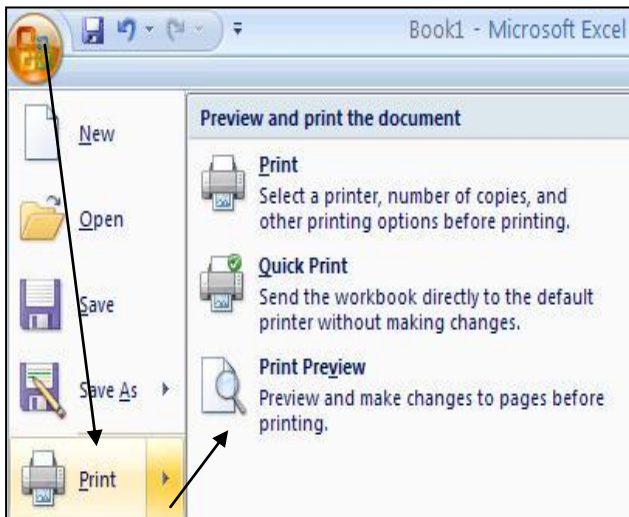 Book1 - Microsoft Excel
New
Open
Save
Save As
Print
Preview and print the document
Print
Select a printer, number of copies, and
other printing options before printing.
Quick Print
Send the workbook directly to the default
printer without making changes.
Print Preview
Preview and make changes to pages before
printing.